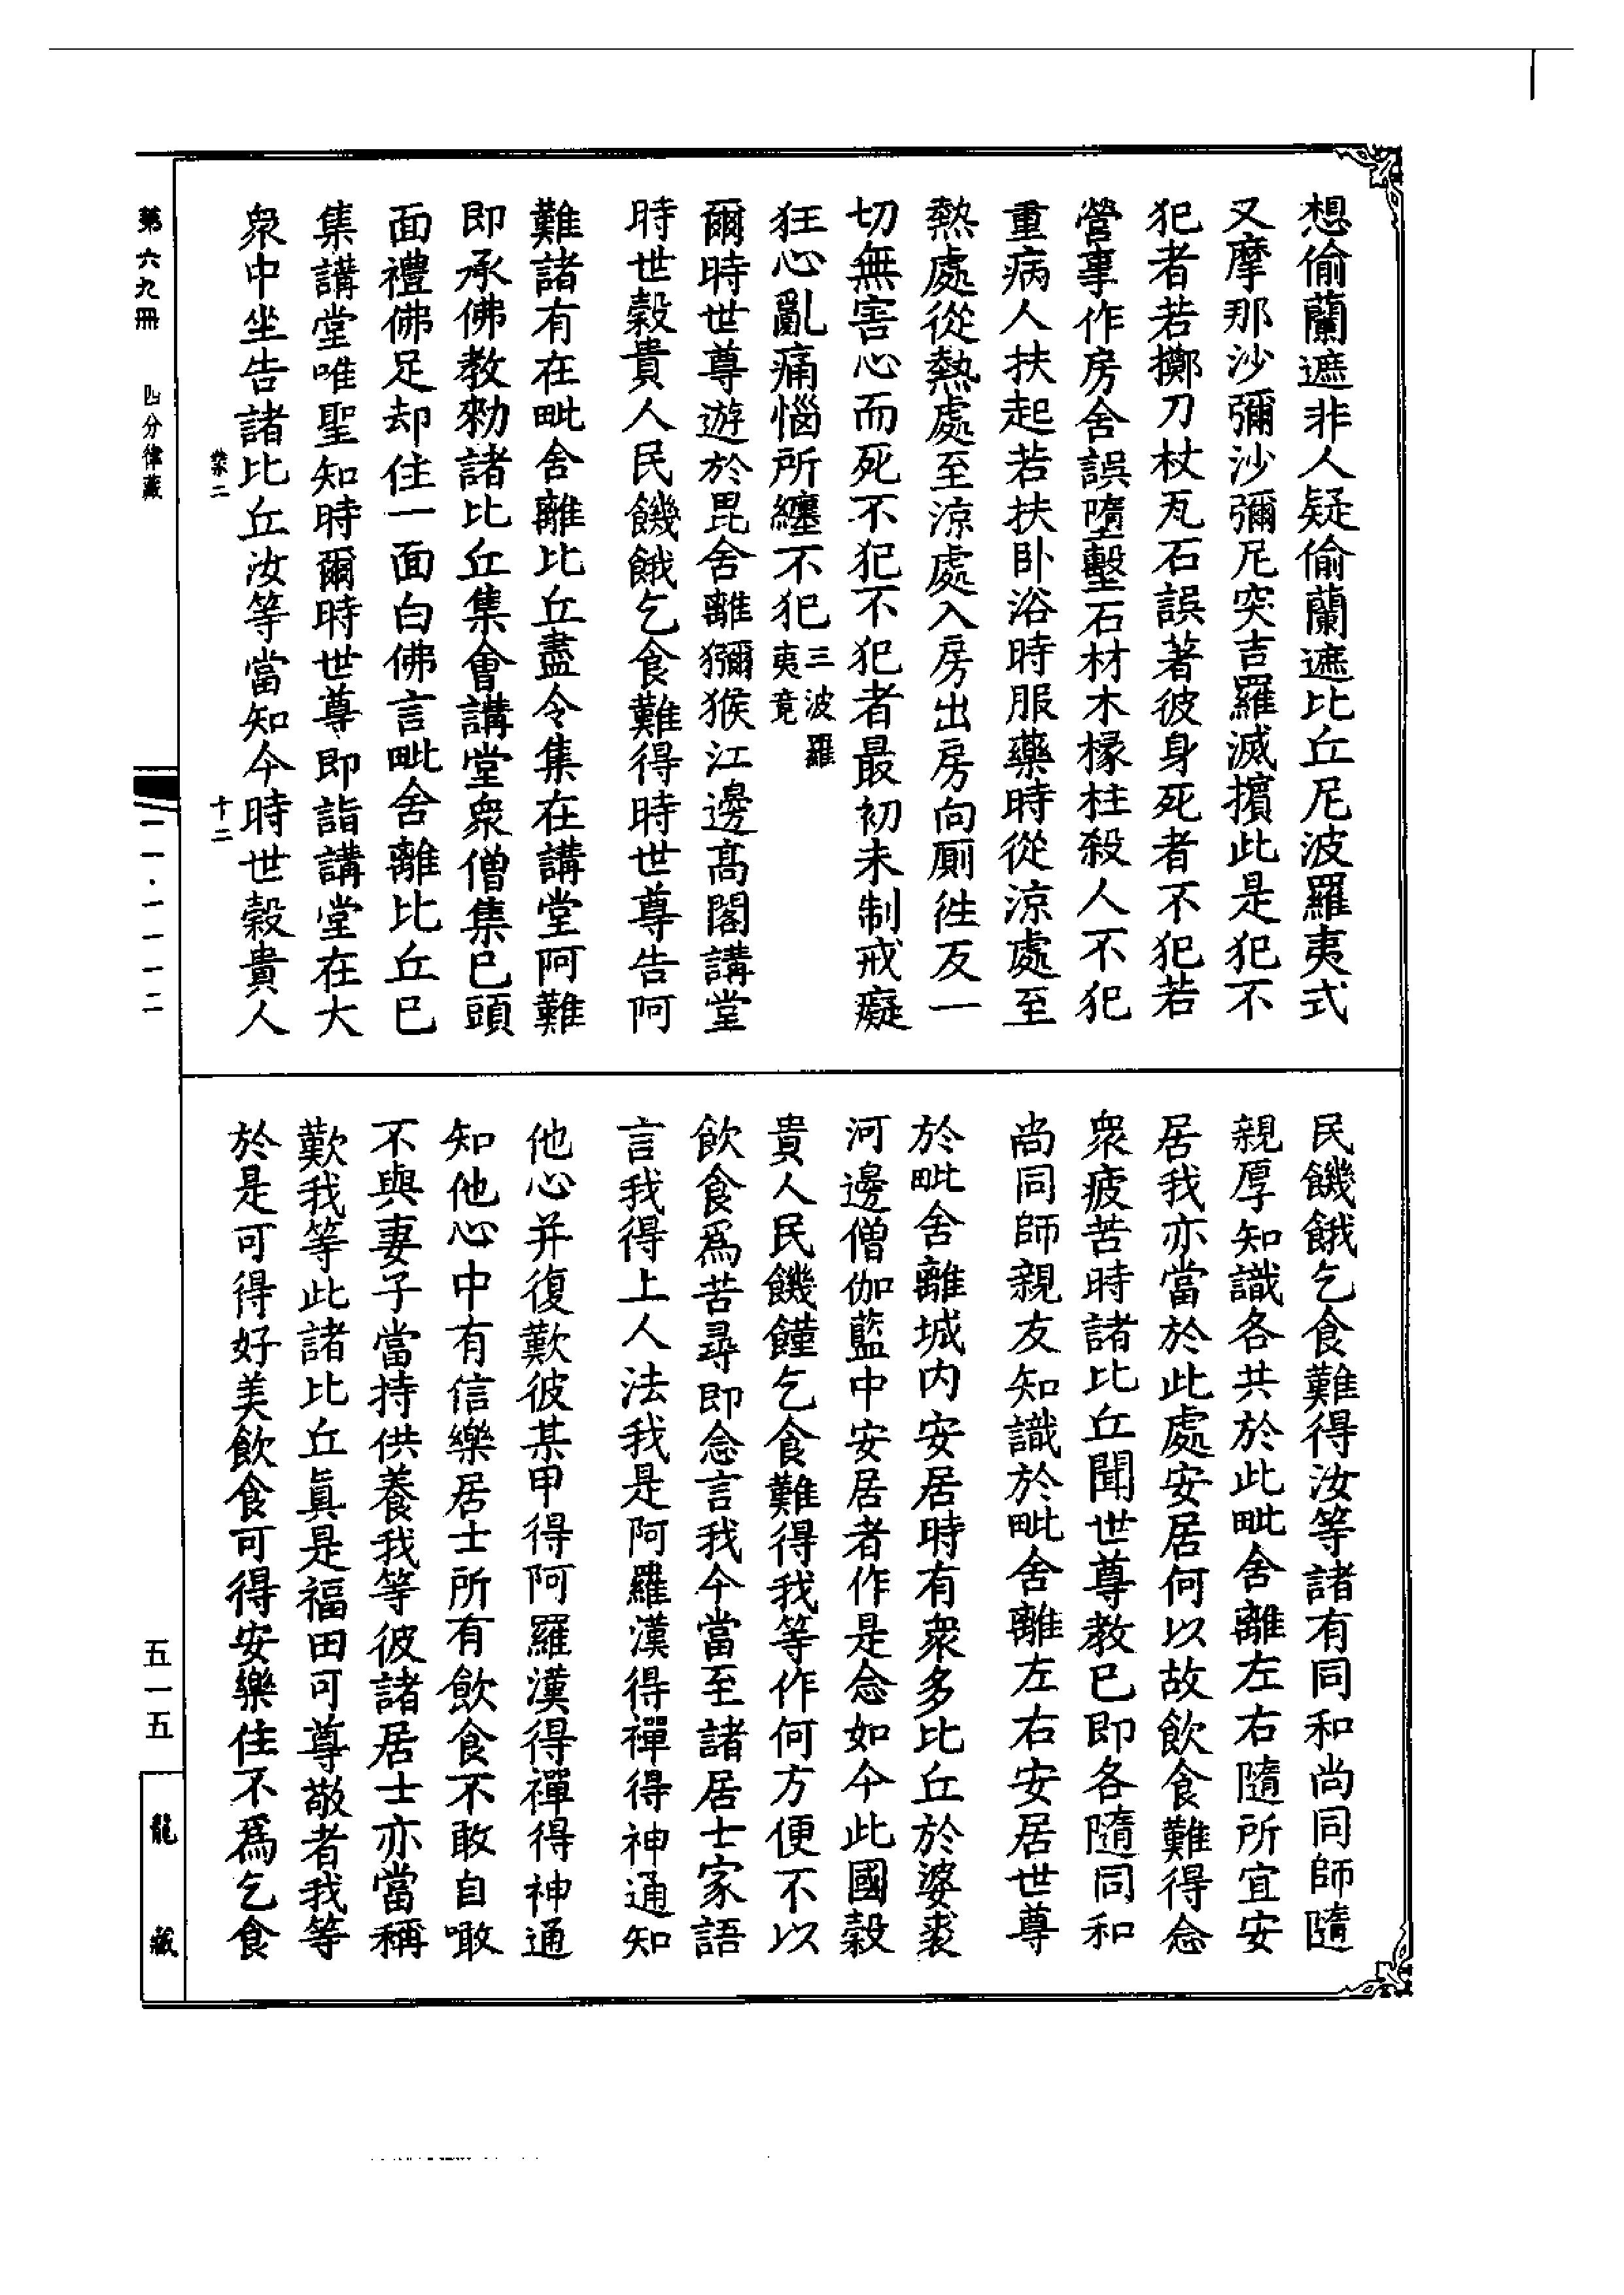 想偷蘭遮非人疑偷蘭遮比丘尼波羅夷式
叉摩那沙彌沙彌尼突吉羅滅擯此是犯不
犯者若擲刀杖瓦石誤著彼身死者不犯若
營事作房舍誤墮墼石材木椽柱殺人不犯
重病人扶起若扶卧浴時服藥時從涼處至
熱處從熱處至涼處入房出房向廁徃反一
切無害心而死不犯不犯者最初未制戒癡
狂心亂痛惱所纏不犯三波羅夷竟
爾時世尊遊於毘舍離獼猴江邊高閣講堂
時世穀貴人民饑餓乞食難得時世尊告阿
難諸有在毗舍離比丘盡令集在講堂阿難
即承佛教勑諸比丘集會講堂衆僧集已頭
面禮佛足却住一面白佛言毗舍離比丘已
集講堂唯聖知時爾時世尊即詣講堂在大
衆中坐告諸比丘汝等當知今時世穀貴人
民饑餓乞食難得汝等諸有同和尚同師隨
親厚知識各共於此毗舍離左右隨所宜安
居我亦當於此處安居何以故飲食難得念
衆疲苦時諸比丘聞世尊教已即各隨同和
尚同師親友知識於毗舍離左右安居世尊
於毗舍離城内安居時有衆多比丘於婆裘
河邊僧伽藍中安居者作是念如今此國穀
貴人民饑饉乞食難得我等作何方便不以
飲食爲苦尋即念言我今當至諸居士家語
言我得上人法我是阿羅漢得禪得神通知
他心并復歎彼某甲得阿羅漢得禪得神通
知他心中有信樂居士所有飲食不敢自噉
不與妻子當持供養我等彼諸居士亦當稱
歎我等此諸比丘眞是福田可尊敬者我等
於是可得好美飲食可得安樂住不爲乞食
二
十二
第六九冊
四分律藏
一一·一一一二
五一五
龍藏